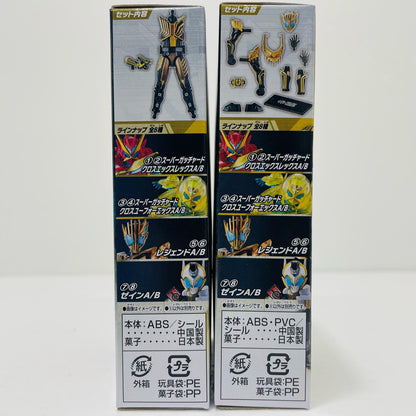 セット内容
ラインナップ 全8種
①②スーパーガッチャード
クロスエックスレックスA/B
③④スーパーガッチャード
クロスユーフォーエックスA/B
⑤⑥
レジェンドA/B
⑦⑧
ゼインA/B
本体:ABS/シール
・・・・・・・・中国製
菓子・・・・・・日本製
紙
外箱
プラ
玩具袋:PE
菓子袋:PP
セット内容
ラインナップ 全8種
①②スーパーガッチャード
クロスエックスレックスA/B
③④スーパーガッチャード
クロスユーフォーエックスA/B
⑤⑥
レジェンドA/B
⑦⑧
ゼインA/B
本体:ABS・PVC/
シール・・・・・中国製
菓子・・・・・・日本製
紙
外箱
プラ
玩具袋:PE
菓子袋:PP